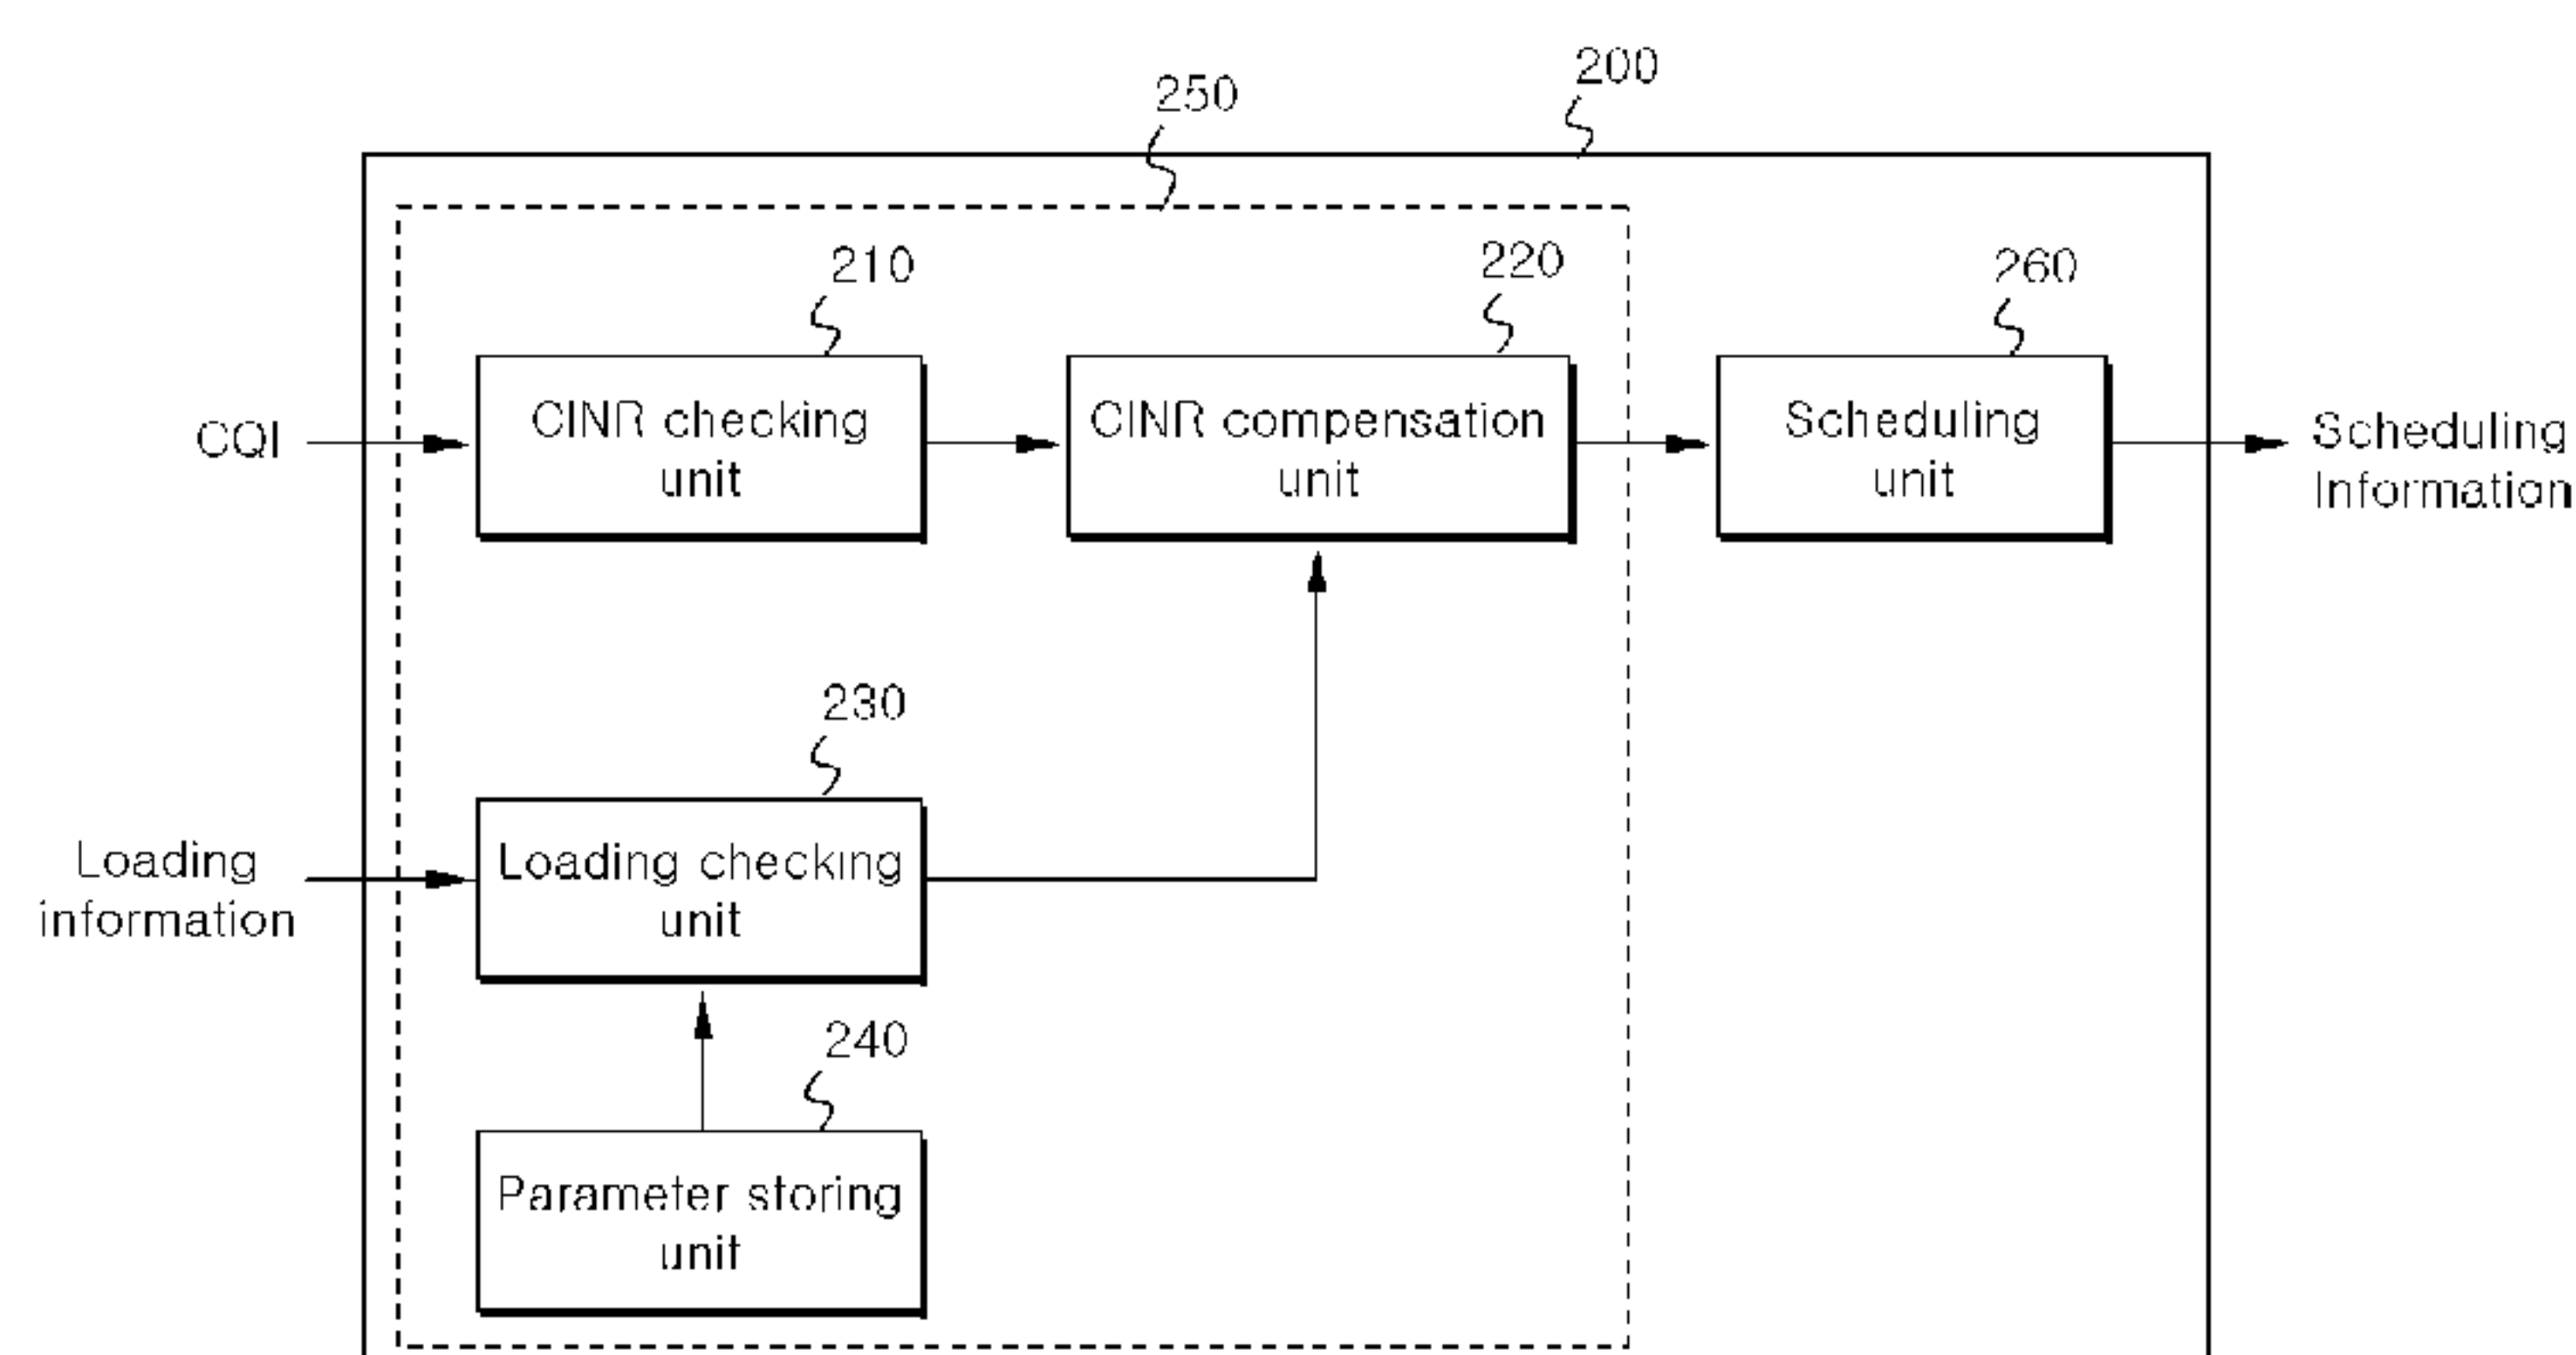 200
250
210
220
260
CQI
CINR checking
unit
CINR compensation
unit
Scheduling
unit
Scheduling
Information
230
Loading
information
Loading checking
unit
240
Parameter storing
unit